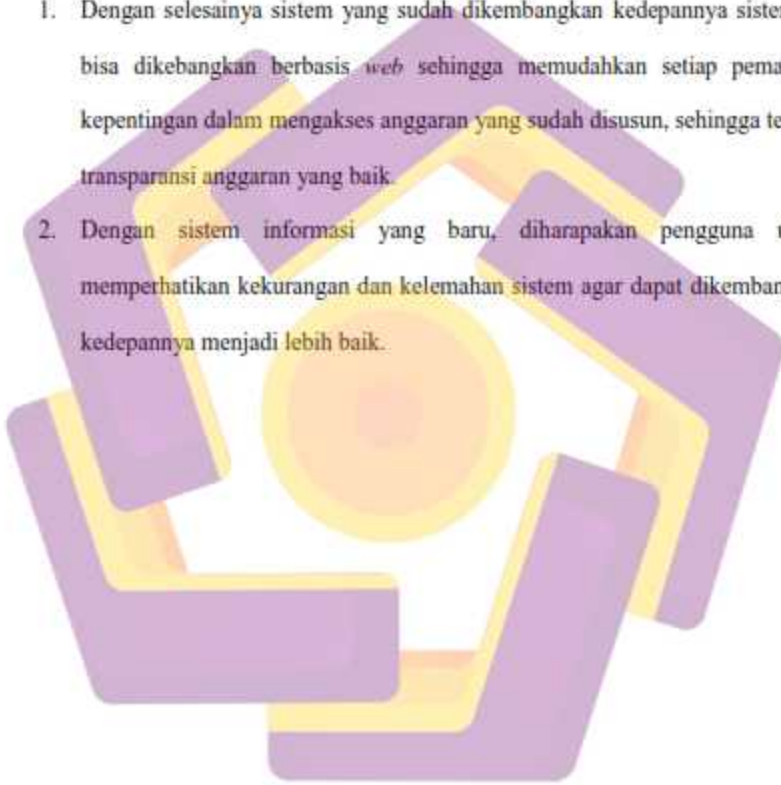 1. Dengan selesainya sistem yang sudah dikembangkan kedepannya siste
bisa dikebangkan berbasis web sehingga memudahkan setiap pema
kepentingan dalam mengakses anggaran yang sudah disusun, sehingga te
transparansi anggaran yang baik.
2. Dengan sistem informasi yang baru, diharapakan pengguna
memperhatikan kekurangan dan kelemahan sistem agar dapat dikemban
kedepannya menjadi lebih baik.